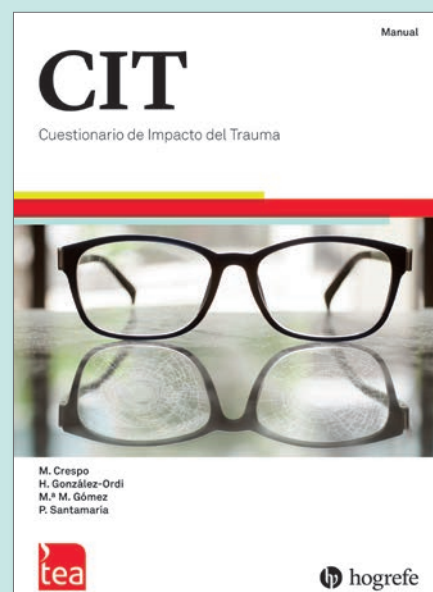 Manual
CIT
Cuestionario de Impacto del Trauma
M. Crespo
H. González-Ordi
M.ª M. Gómez
P. Santamaría
tea
hogrefe